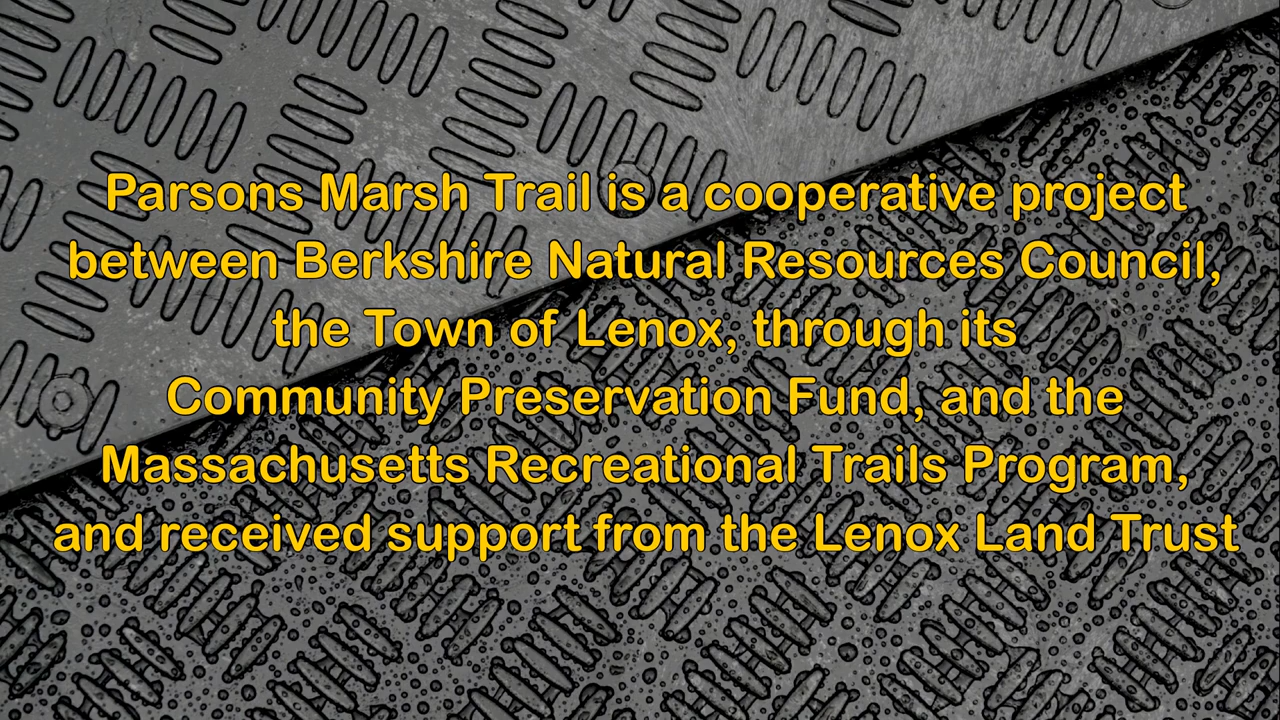 Parsons Marsh Trail is a cooperative project
between Berkshire Natural Resources Council,
the Town of Lenox, through its
Community Preservation Fund, and the
Massachusetts Recreational Trails Program,
and received support from the Lenox Land Trust